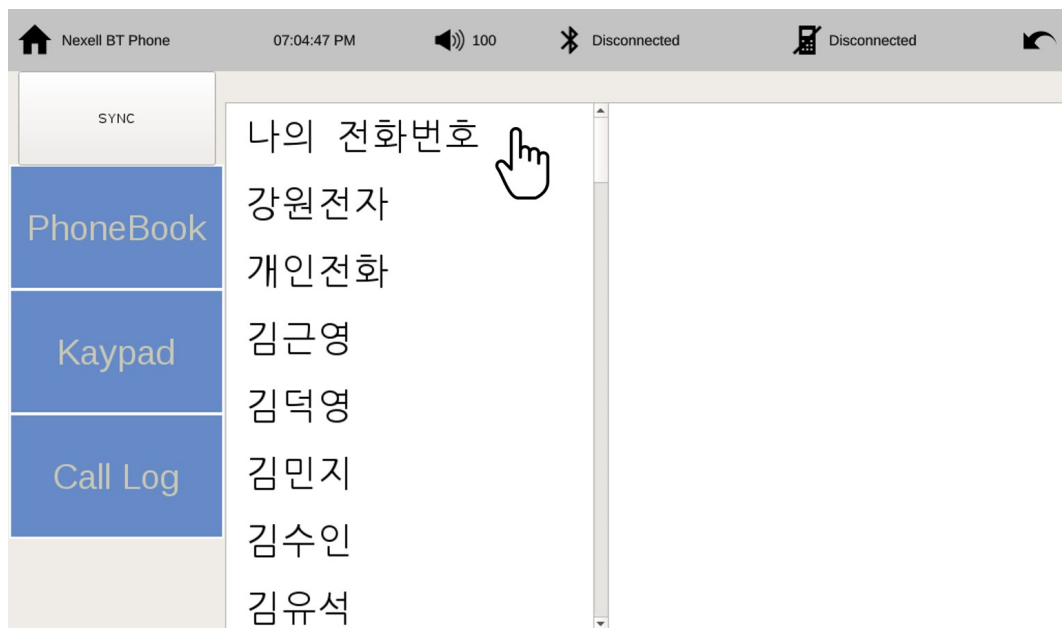 Nexell BT Phone 07:04:47 PM 100 Disconnected Disconnected
SYNC
PhoneBook
Kaypad
Call Log
나의 전화번호
강원전자
개인전화
김근영
김덕영
김민지
김수인
김유석